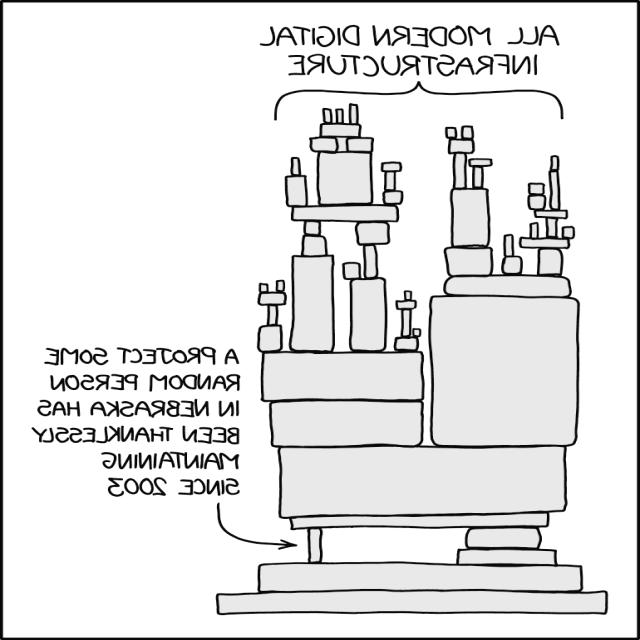 ALL MODERN DIGITAL
INFRASTRUCTURE
A PROJECT SOME
RANDOM PERSON
IN NEBRASKA HAS
BEEN THANKLESSLY
MAINTAINING
SINCE 2003